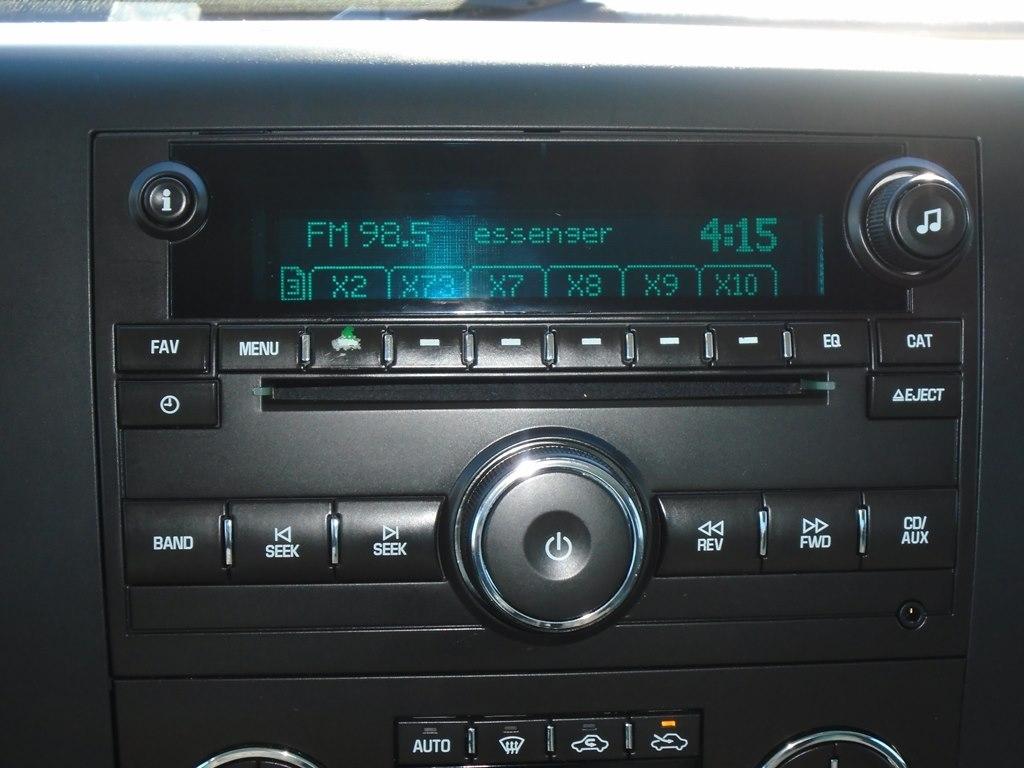 FM 98.5 essenger 4:15
3 X2 X73 X7 X8 X9 X10
FAV MENU EQ CAT
EJECT
BAND SEEK SEEK REV FWD CD/
AUX
AUTO